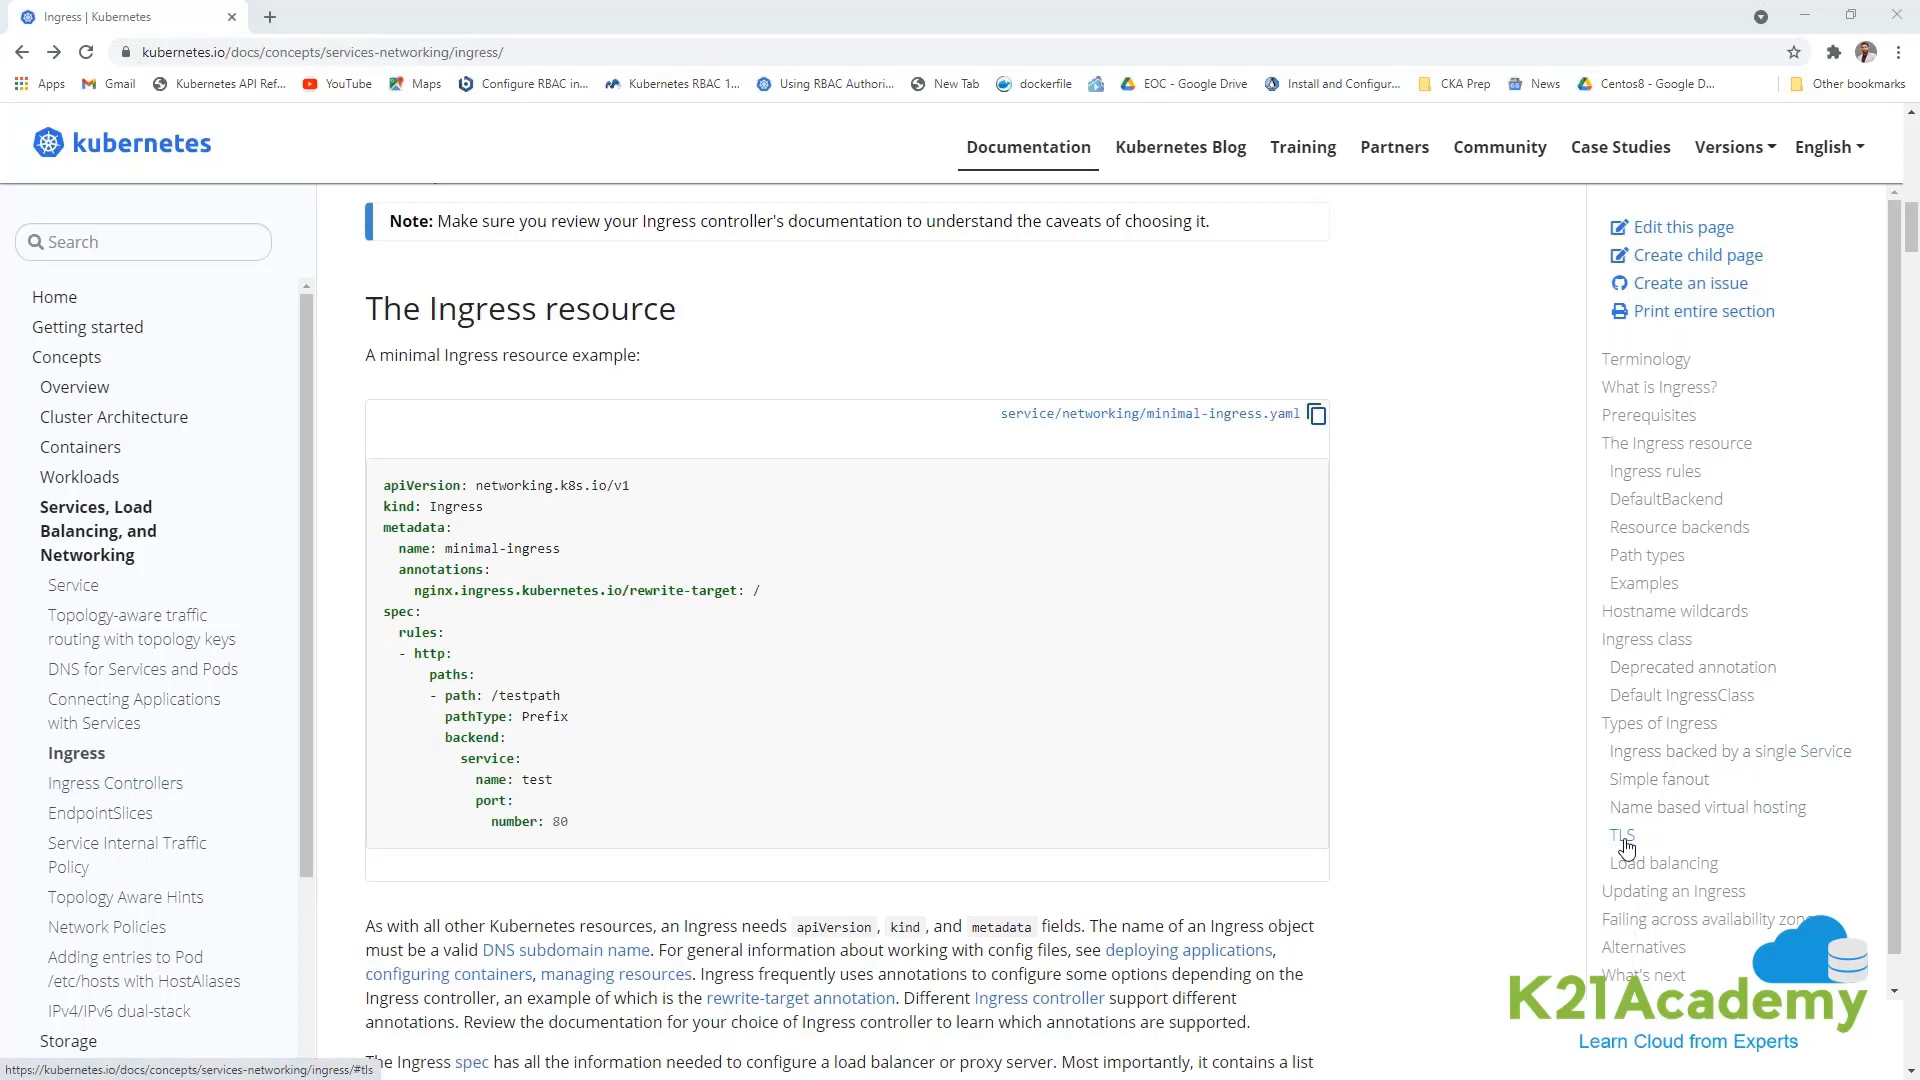 Ingress | Kubernetes
kubernetes.io/docs/concepts/services-networking/ingress/
Apps
Gmail
Kubernetes API Ref...
YouTube
Maps
Configure RBAC in...
Kubernetes RBAC 1...
Using RBAC Authori...
New Tab
dockerfile
EOC - Google Drive
Install and Configur...
CKA Prep
News
Centos8 - Google D...
Other bookmarks
kubernetes
Documentation
Kubernetes Blog
Training
Partners
Community
Case Studies
Versions
English
Search
Home
Getting started
Concepts
Overview
Cluster Architecture
Containers
Workloads
Services, Load
Balancing, and
Networking
Service
Topology-aware traffic
routing with topology keys
DNS for Services and Pods
Connecting Applications
with Services
Ingress
Ingress Controllers
EndpointSlices
Service Internal Traffic
Policy
Topology Aware Hints
Network Policies
Adding entries to Pod
/etc/hosts with HostAliases
IPv4/IPv6 dual-stack
Storage
https://kubernetes.io/docs/concepts/services-networking/ingress/#tls
Note: Make sure you review your Ingress controller's documentation to understand the caveats of choosing it.
The Ingress resource
A minimal Ingress resource example:
service/networking/minimal-ingress.yaml
apiVersion: networking.k8s.io/v1
kind: Ingress
metadata:
  name: minimal-ingress
  annotations:
    nginx.ingress.kubernetes.io/rewrite-target: /
spec:
  rules:
  - http:
      paths:
      - path: /testpath
        pathType: Prefix
        backend:
          service:
            name: test
            port:
              number: 80
As with all other Kubernetes resources, an Ingress needs apiVersion, kind, and metadata fields. The name of an Ingress object
must be a valid DNS subdomain name. For general information about working with config files, see deploying applications,
configuring containers, managing resources. Ingress frequently uses annotations to configure some options depending on the
Ingress controller, an example of which is the rewrite-target annotation. Different Ingress controller support different
annotations. Review the documentation for your choice of Ingress controller to learn which annotations are supported.
The Ingress spec has all the information needed to configure a load balancer or proxy server. Most importantly, it contains a list
Edit this page
Create child page
Create an issue
Print entire section
Terminology
What is Ingress?
Prerequisites
The Ingress resource
Ingress rules
DefaultBackend
Resource backends
Path types
Examples
Hostname wildcards
Ingress class
Deprecated annotation
Default IngressClass
Types of Ingress
Ingress backed by a single Service
Simple fanout
Name based virtual hosting
TLS
Load balancing
Updating an Ingress
Failing across availability
Alternatives
What's next
K21Academy
Learn Cloud from Experts